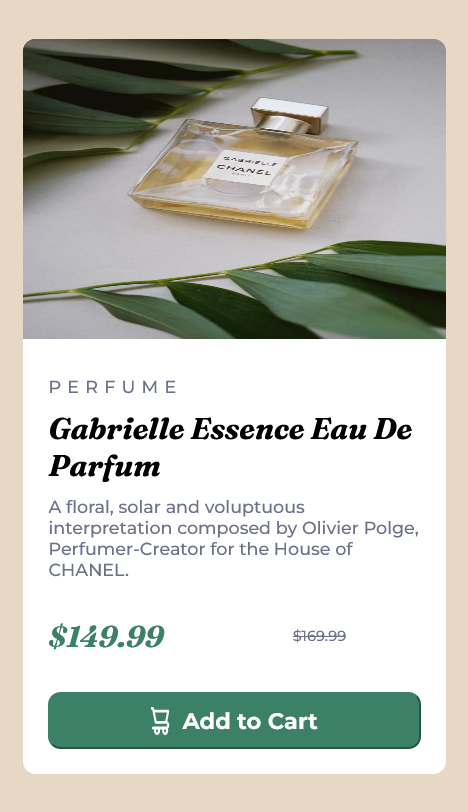 GABRIELLE
CHANEL
PARIS
PERFUME
Gabrielle Essence Eau De
Parfum
A floral, solar and voluptuous
interpretation composed by Olivier Polge,
Perfumer-Creator for the House of
CHANEL.
$149.99 $169.99
Add to Cart